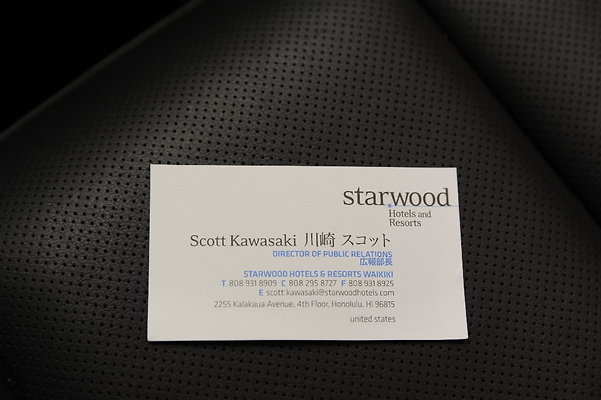 starwood
Hotels and
Resorts
Scott Kawasaki 川崎 スコット
DIRECTOR OF PUBLIC RELATIONS
広報部長
STARWOOD HOTELS & RESORTS WAIKIKI
T 808 931 8909 C 808 295 8727 F 808 931 8925
E scott.kawasaki@starwoodhotels.com
2255 Kalakaua Avenue, 4th Floor, Honolulu, Hi 96815
united states